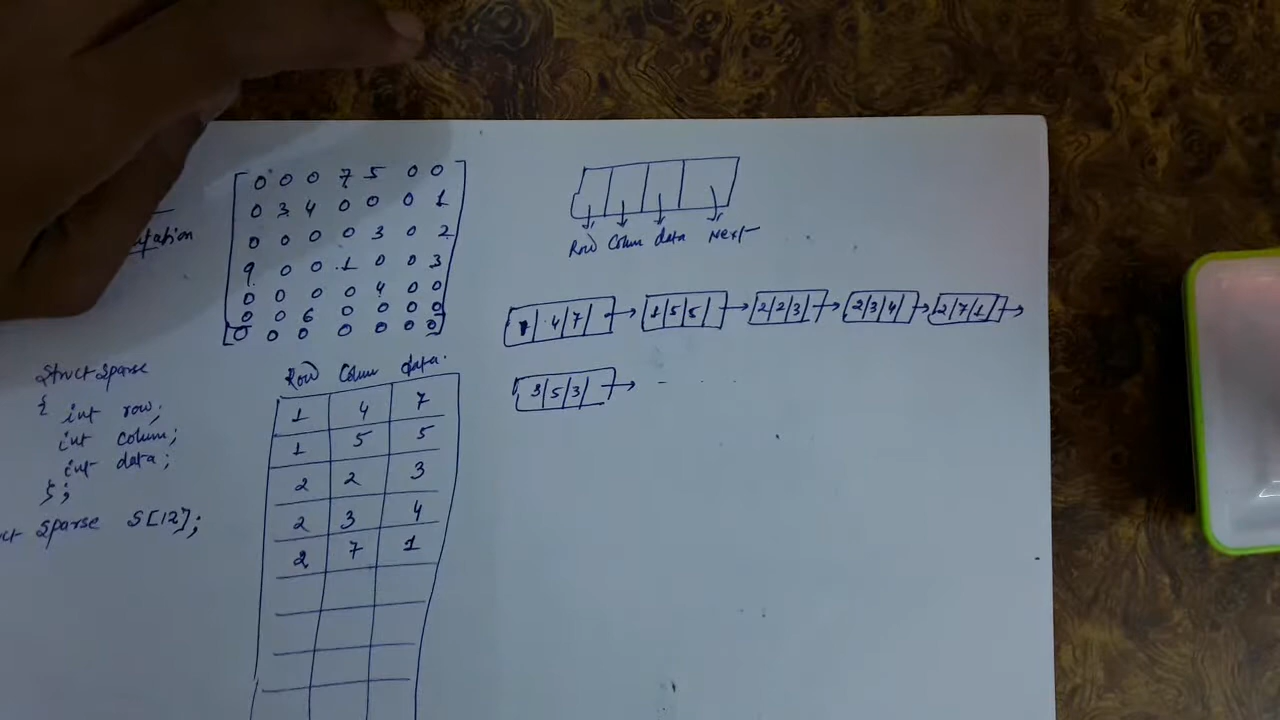 0 0 0 7 5 0 0
0 3 4 0 0 0 1
0 0 0 0 3 0 2
9 0 0 1 0 0 3
0 0 0 0 4 0 0
0 0 6 0 0 0 0
0 0 0 0 0 0 0
Row Colum data Next
1 4 7 → 1 5 5 → 2 2 3 → 2 3 4 → 2 7 1 →
3 5 3 → - . .
Struct Sparse
{ int row;
int Column;
int data;
};
Sparse S[12];
Row Colum data.
1 4 7
1 5 5
2 2 3
2 3 4
2 7 1